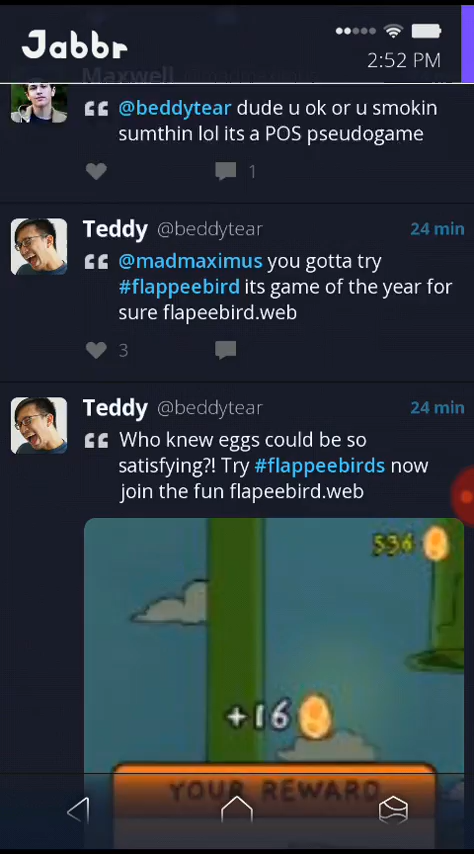 Jabbr
2:52 PM
Maxwell
@beddytear dude u ok or u smokin
sumthin lol its a POS pseudogame
1
Teddy @beddytear 24 min
@madmaximus you gotta try
#flappeebird its game of the year for
sure flapeebird.web
3
Teddy @beddytear 24 min
Who knew eggs could be so
satisfying?! Try #flappeebirds now
join the fun flapeebird.web
536
+16
YOUR REWARD